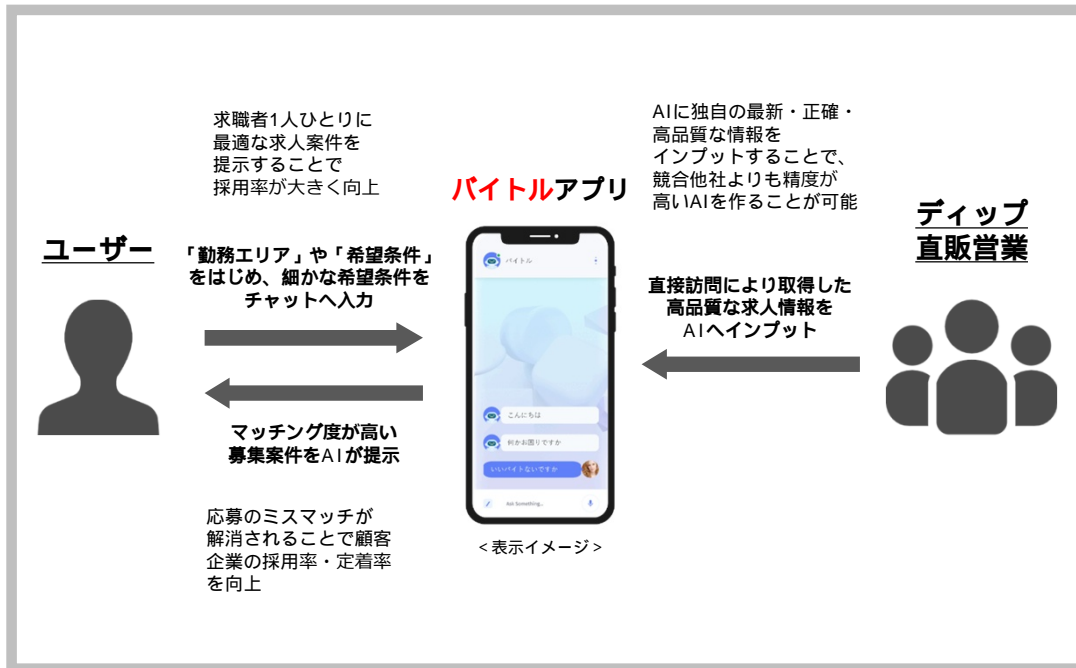 求職者1人ひとりに
最適な求人案件を
提示することで
採用率が大きく向上
AIに独自の最新・正確・
高品質な情報を
インプットすることで、
競合他社よりも精度が
高いAIを作ることが可能
バイトルアプリ
ユーザー
ディップ
直販営業
「勤務エリア」や「希望条件」
をはじめ、細かな希望条件を
チャットへ入力
直接訪問により取得した
高品質な求人情報を
AIへインプット
バイトル
こんにちは
何かお困りですか
いいバイトないですか
Ask Something..
マッチング度が高い
募集案件をAIが提示
応募のミスマッチが
解消されることで顧客
企業の採用率・定着率
を向上
<表示イメージ>